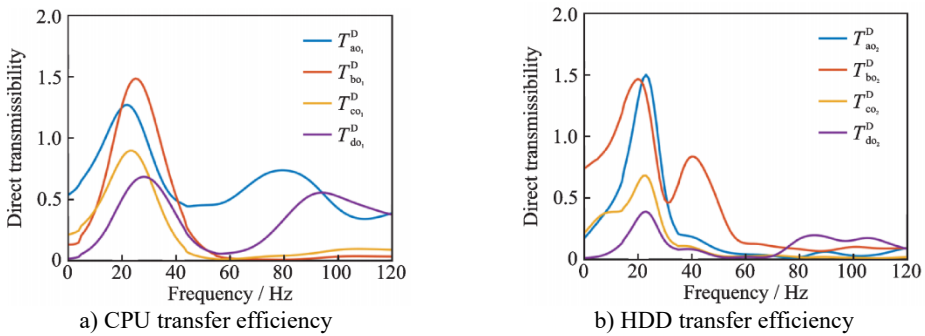 2.0
1.5
1.0
0.5
0
Direct transmissibility
T^D_ao₁
T^D_bo₁
T^D_co₁
T^D_do₁
0 20 40 60 80 100 120
Frequency / Hz
a) CPU transfer efficiency
2.0
1.5
1.0
0.5
0
Direct transmissibility
T^D_ao₂
T^D_bo₂
T^D_co₂
T^D_do₂
0 20 40 60 80 100 120
Frequency / Hz
b) HDD transfer efficiency